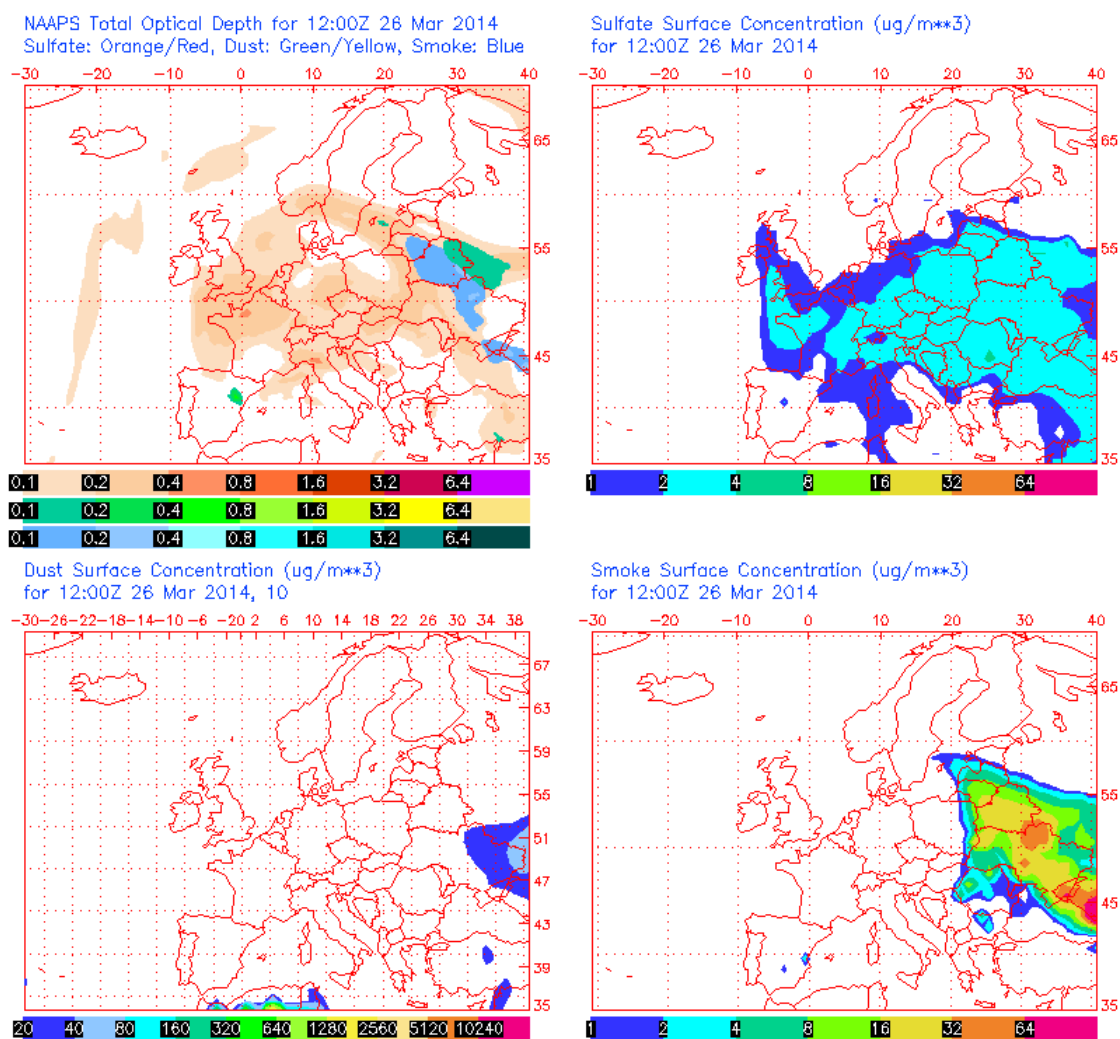 NAAPS Total Optical Depth for 12:00Z 26 Mar 2014
Sulfate: Orange/Red, Dust: Green/Yellow, Smoke: Blue
-30 -20 -10 0 10 20 30 40
65
55
45
35
0.1 0.2 0.4 0.8 1.6 3.2 6.4
0.1 0.2 0.4 0.8 1.6 3.2 6.4
0.1 0.2 0.4 0.8 1.6 3.2 6.4
Sulfate Surface Concentration (ug/m**3)
for 12:00Z 26 Mar 2014
-30 -20 -10 0 10 20 30 40
65
55
45
35
1 2 4 8 16 32 64
Dust Surface Concentration (ug/m**3)
for 12:00Z 26 Mar 2014, 10
-30 -26 -22 -18 -14 -10 -6 -2 2 6 10 14 18 22 26 30 34 38
67
63
59
55
51
47
43
39
35
20 40 80 160 320 640 1280 2560 5120 10240
Smoke Surface Concentration (ug/m**3)
for 12:00Z 26 Mar 2014
-30 -20 -10 0 10 20 30 40
65
55
45
35
1 2 4 8 16 32 64